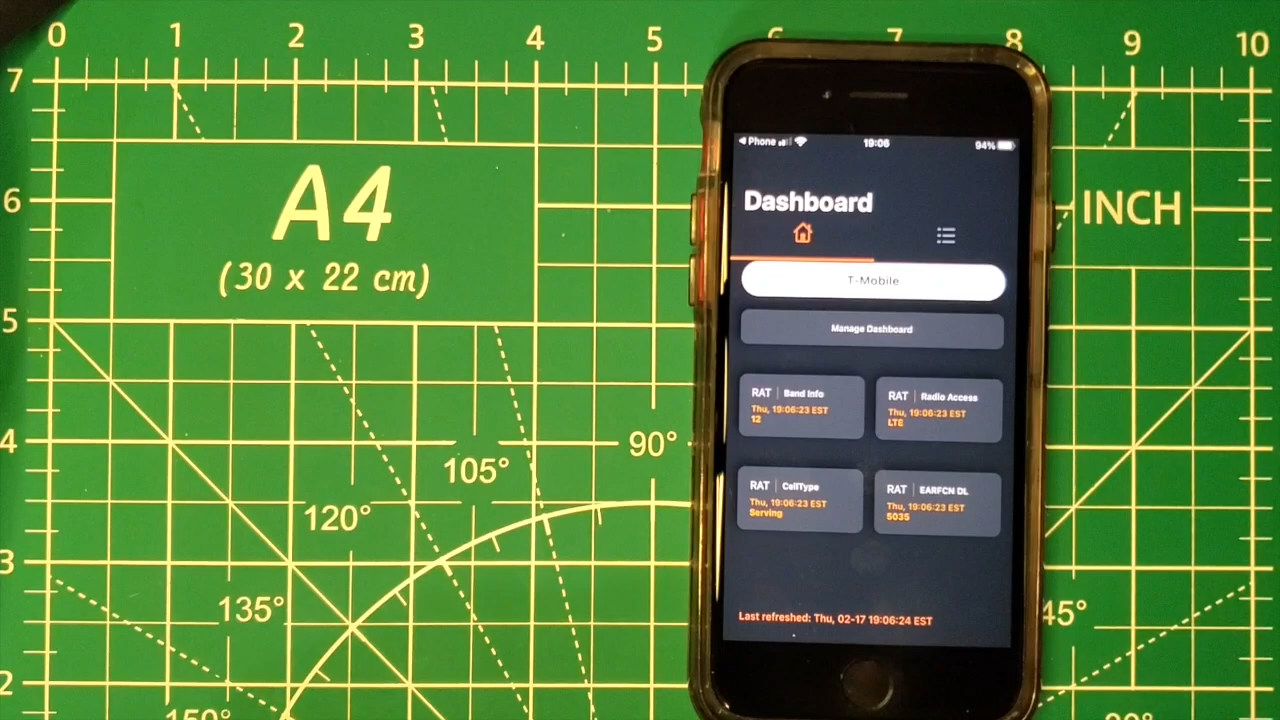 0 1 2 3 4 5 6 7 8 9 10
7
6
5
4
3
2
A4
(30 x 22 cm)
INCH
90°
105°
120°
135°
150°
45°
Phone
19:06
94%
Dashboard
T-Mobile
Manage Dashboard
RAT | Band Info
Thu, 19:06:23 EST
12
RAT | Radio Access
Thu, 19:06:23 EST
LTE
RAT | CellType
Thu, 19:06:23 EST
Serving
RAT | EARFCN DL
Thu, 19:06:23 EST
5035
Last refreshed: Thu, 02-17 19:06:24 EST